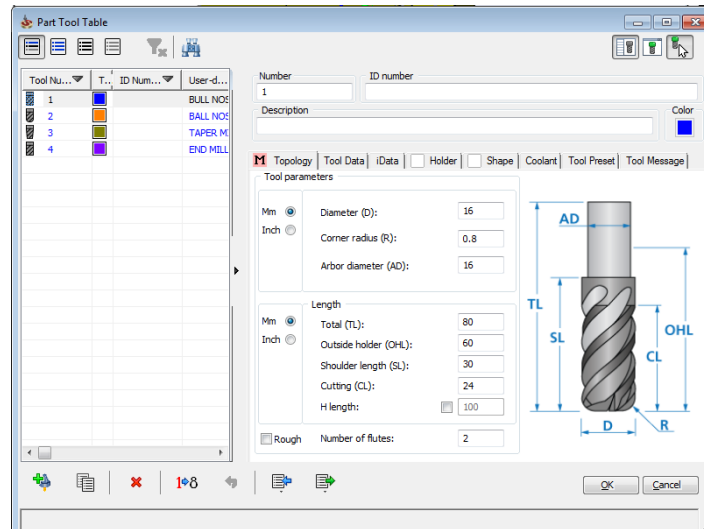 Part Tool Table
Tool Nu... T.. ID Num... User-d...
1 BULL NOS
2 BALL NOS
3 TAPER M
4 END MILL
Number ID number
1
Description Color
M Topology Tool Data iData Holder Shape Coolant Tool Preset Tool Message
Tool parameters
Mm Diameter (D): 16
Inch Corner radius (R): 0.8
Arbor diameter (AD): 16
Length
Mm Total (TL): 80
Inch Outside holder (OHL): 60
Shoulder length (SL): 30
Cutting (CL): 24
H length: 100
Rough Number of flutes: 2
AD
TL
SL
OHL
CL
D
R
1 8
OK Cancel